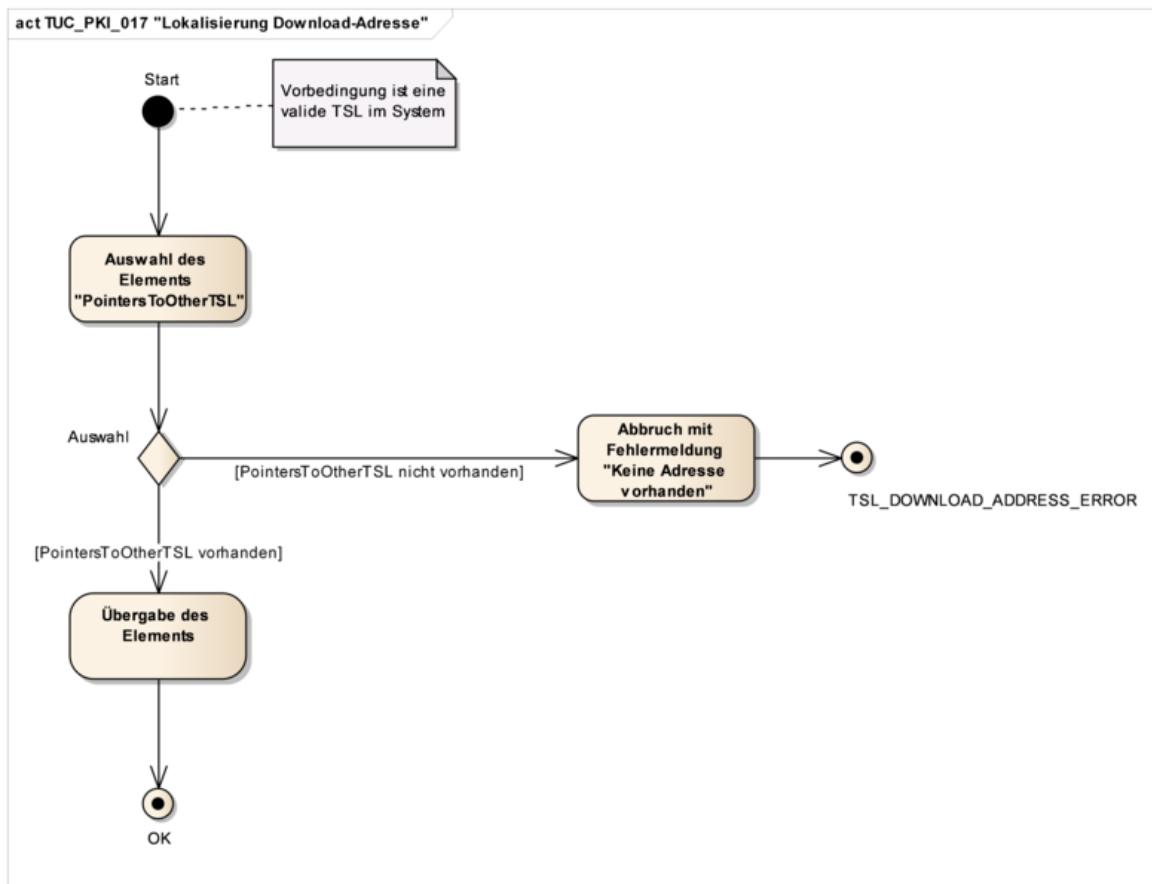 act TUC_PKI_017 "Lokalisierung Download-Adresse"
Start
Vorbedingung ist eine
valide TSL im System
Auswahl des
Elements
"PointersToOtherTSL"
Auswahl
[PointersToOtherTSL nicht vorhanden]
Abbruch mit
Fehlermeldung
"Keine Adresse
vorhanden"
TSL_DOWNLOAD_ADDRESS_ERROR
[PointersToOtherTSL vorhanden]
Übergabe des
Elements
OK